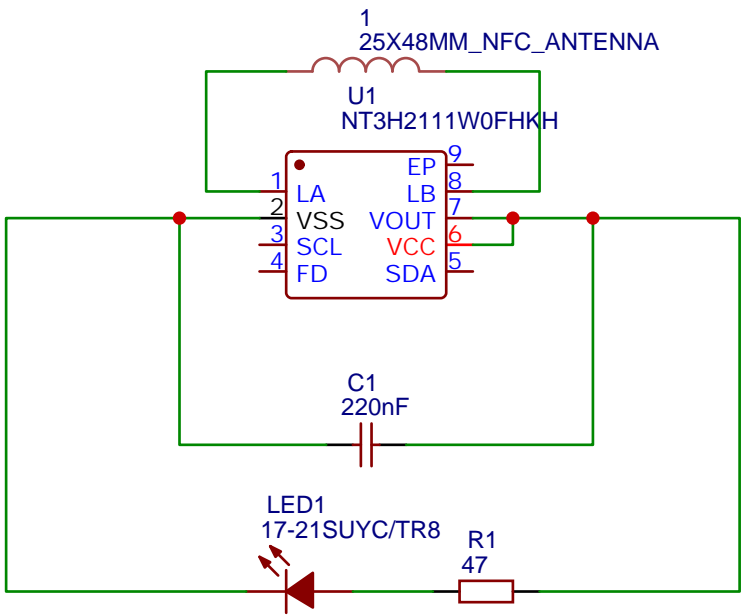 1
25X48MM_NFC_ANTENNA
U1
NT3H2111W0FHKH
EP 9
1 LA
LB 8
2 VSS
VOUT 7
3 SCL
VCC 6
4 FD
SDA 5
C1
220nF
LED1
17-21SUYC/TR8
R1
47